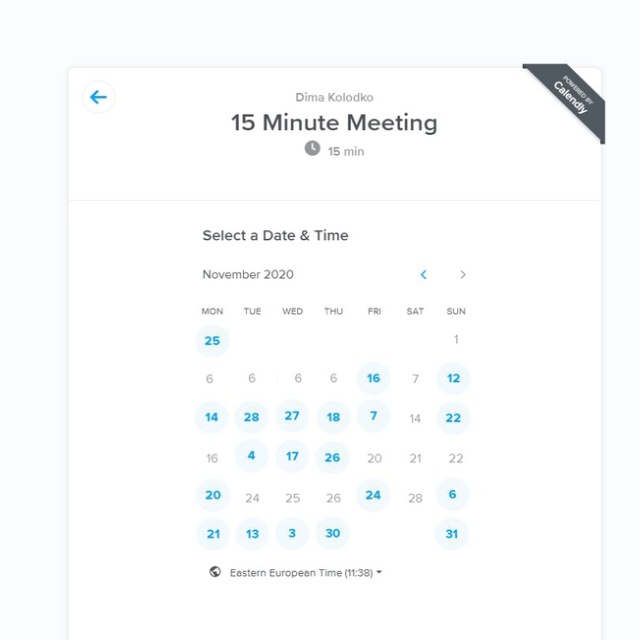 POWERED BY
Calendly
Dima Kolodko
15 Minute Meeting
15 min
Select a Date & Time
November 2020
MON TUE WED THU FRI SAT SUN
25 1
6 6 6 6 16 7 12
14 28 27 18 7 14 22
16 4 17 26 20 21 22
20 24 25 26 24 28 6
21 13 3 30 31
Eastern European Time (11:38)